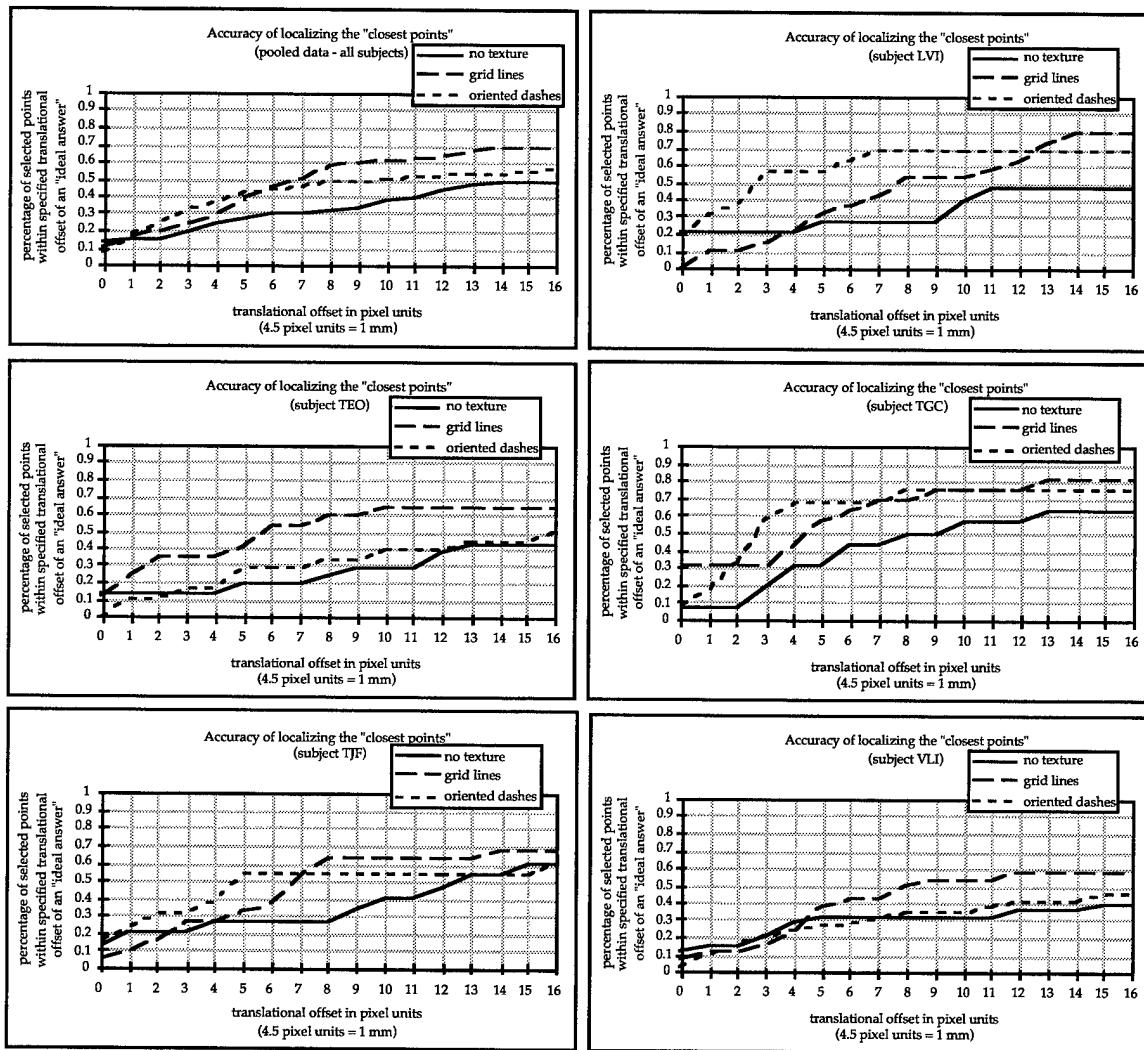 Accuracy of localizing the "closest points"
(pooled data - all subjects)
no texture
grid lines
oriented dashes
percentage of selected points
within specified translational
offset of an "ideal answer"
1
0.9
0.8
0.7
0.6
0.5
0.4
0.3
0.2
0.1
0
0 1 2 3 4 5 6 7 8 9 10 11 12 13 14 15 16
translational offset in pixel units
(4.5 pixel units = 1 mm)
Accuracy of localizing the "closest points"
(subject LVI)
no texture
grid lines
oriented dashes
percentage of selected points
within specified translational
offset of an "ideal answer"
1
0.9
0.8
0.7
0.6
0.5
0.4
0.3
0.2
0.1
0
0 1 2 3 4 5 6 7 8 9 10 11 12 13 14 15 16
translational offset in pixel units
(4.5 pixel units = 1 mm)
Accuracy of localizing the "closest points"
(subject TEO)
no texture
grid lines
oriented dashes
percentage of selected points
within specified translational
offset of an "ideal answer"
1
0.9
0.8
0.7
0.6
0.5
0.4
0.3
0.2
0.1
0
0 1 2 3 4 5 6 7 8 9 10 11 12 13 14 15 16
translational offset in pixel units
(4.5 pixel units = 1 mm)
Accuracy of localizing the "closest points"
(subject TGC)
no texture
grid lines
oriented dashes
percentage of selected points
within specified translational
offset of an "ideal answer"
1
0.9
0.8
0.7
0.6
0.5
0.4
0.3
0.2
0.1
0
0 1 2 3 4 5 6 7 8 9 10 11 12 13 14 15 16
translational offset in pixel units
(4.5 pixel units = 1 mm)
Accuracy of localizing the "closest points"
(subject TJF)
no texture
grid lines
oriented dashes
percentage of selected points
within specified translational
offset of an "ideal answer"
1
0.9
0.8
0.7
0.6
0.5
0.4
0.3
0.2
0.1
0
0 1 2 3 4 5 6 7 8 9 10 11 12 13 14 15 16
translational offset in pixel units
(4.5 pixel units = 1 mm)
Accuracy of localizing the "closest points"
(subject VLI)
no texture
grid lines
oriented dashes
percentage of selected points
within specified translational
offset of an "ideal answer"
1
0.9
0.8
0.7
0.6
0.5
0.4
0.3
0.2
0.1
0
0 1 2 3 4 5 6 7 8 9 10 11 12 13 14 15 16
translational offset in pixel units
(4.5 pixel units = 1 mm)